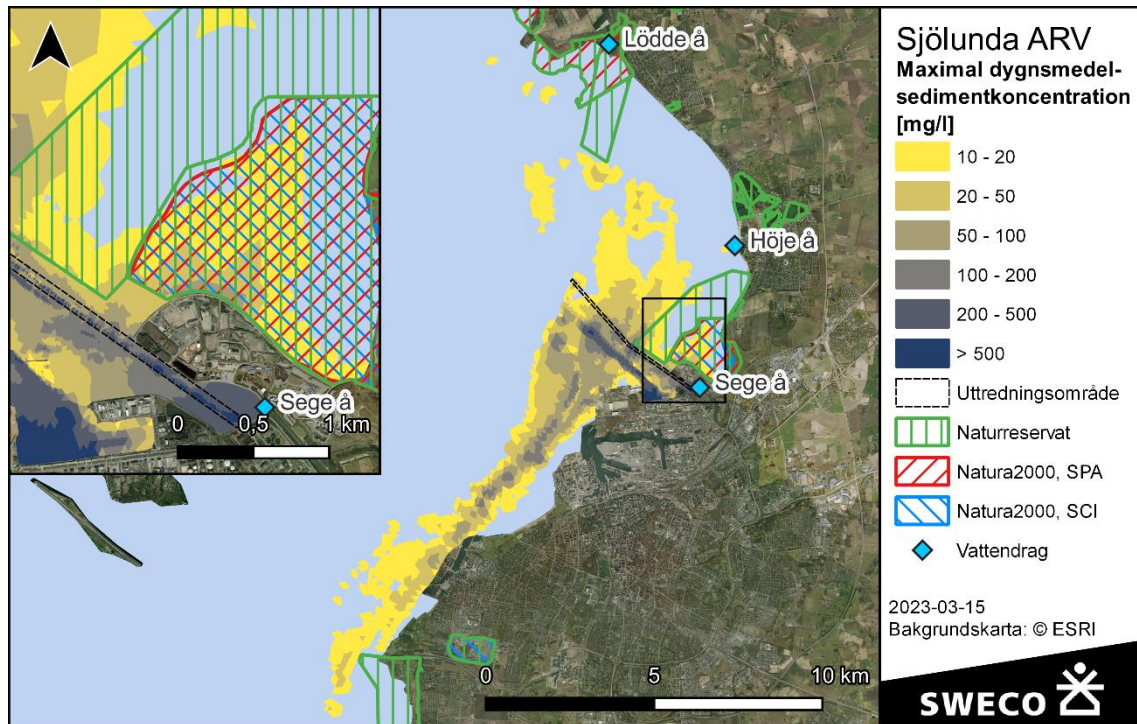 Lödde å
Höje å
Sege å
Sege å
0 0,5 1 km
0 5 10 km
Sjölunda ARV
Maximal dygnsmedel-
sedimentkoncentration
[mg/l]
10 - 20
20 - 50
50 - 100
100 - 200
200 - 500
> 500
Uttredningsområde
Naturreservat
Natura2000, SPA
Natura2000, SCI
Vattendrag
2023-03-15
Bakgrundskarta: © ESRI
SWECO